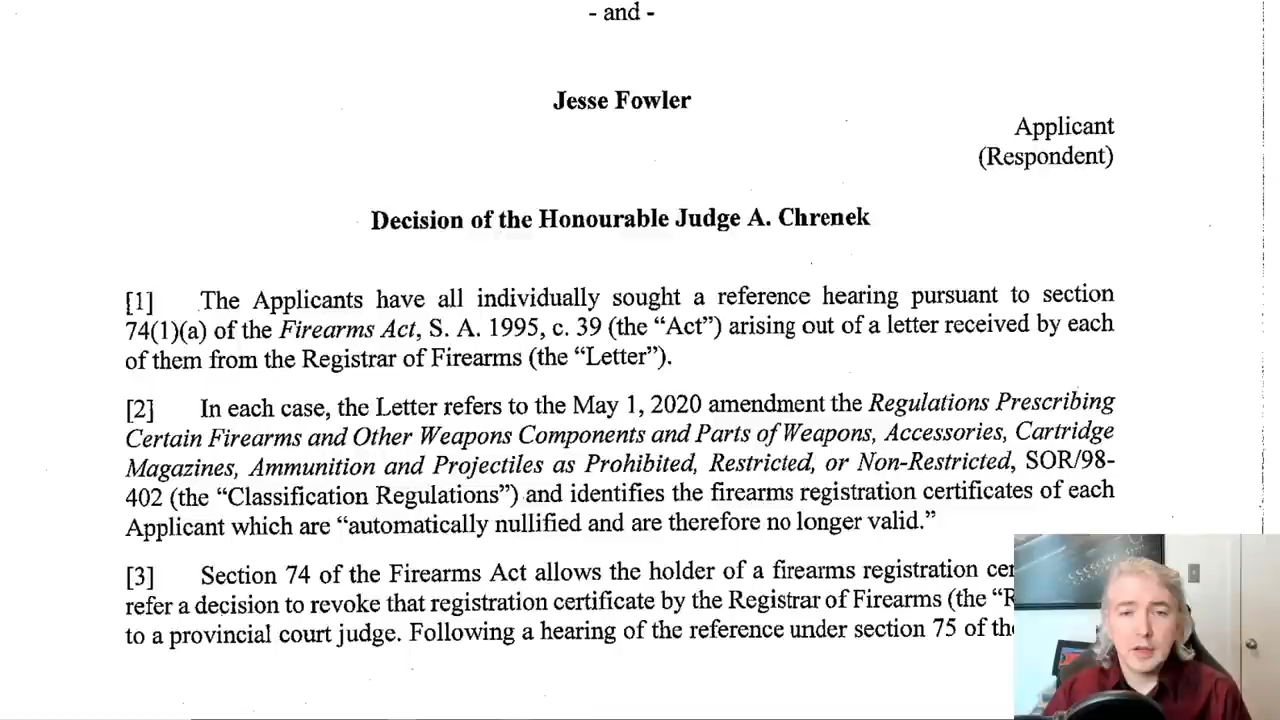 - and -
Jesse Fowler
Applicant
(Respondent)
Decision of the Honourable Judge A. Chrenek
[1] The Applicants have all individually sought a reference hearing pursuant to section
74(1)(a) of the Firearms Act, S. A. 1995, c. 39 (the “Act”) arising out of a letter received by each
of them from the Registrar of Firearms (the “Letter”).
[2] In each case, the Letter refers to the May 1, 2020 amendment the Regulations Prescribing
Certain Firearms and Other Weapons Components and Parts of Weapons, Accessories, Cartridge
Magazines, Ammunition and Projectiles as Prohibited, Restricted, or Non-Restricted, SOR/98-
402 (the “Classification Regulations”) and identifies the firearms registration certificates of each
Applicant which are “automatically nullified and are therefore no longer valid.”
[3] Section 74 of the Firearms Act allows the holder of a firearms registration cer
refer a decision to revoke that registration certificate by the Registrar of Firearms (the “R
to a provincial court judge. Following a hearing of the reference under section 75 of the